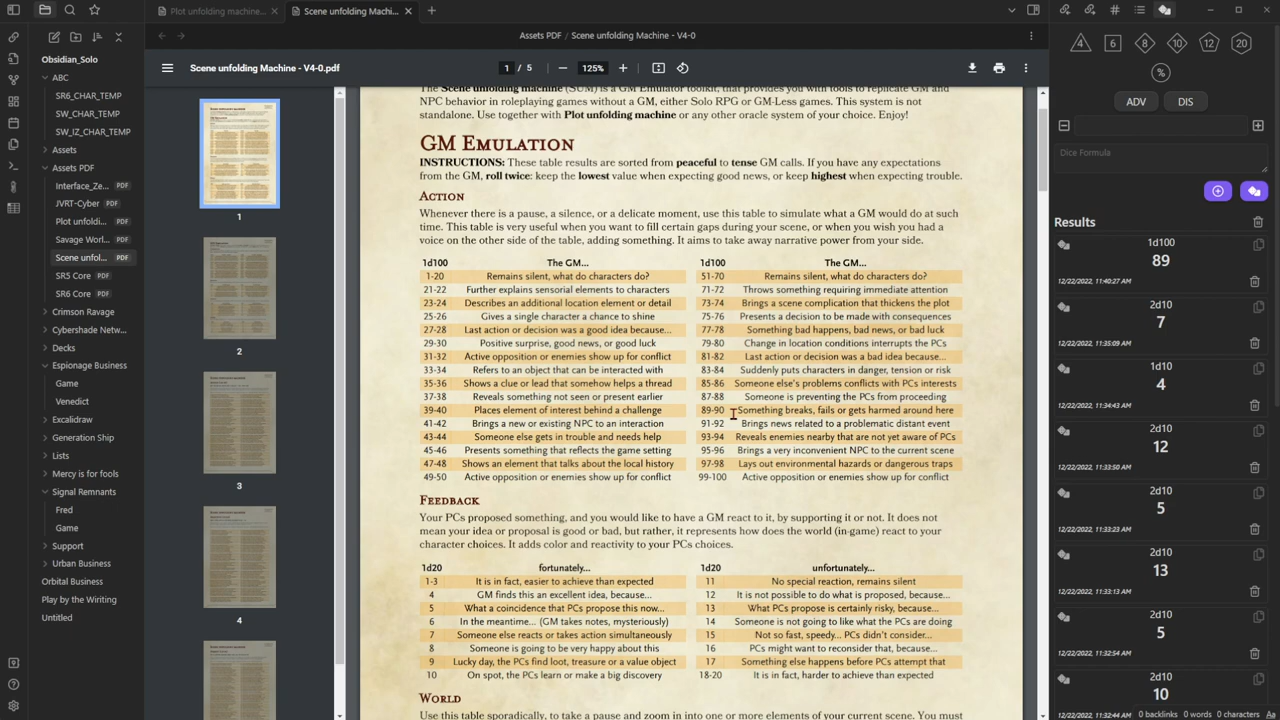 Plot unfolding machine...
Scene unfolding Machi...
Obsidian_Solo
ABC
SR6_CHAR_TEMP
SW_CHAR_TEMP
SW_IZ_CHAR_TEMP
Assets
Assets PDF
Interface_Ze... PDF
JVRT-Cyber PDF
Plot unfoldi... PDF
Savage Worl... PDF
Scene unfol... PDF
SR5 Core PDF
SR6 Core PDF
Crimson Ravage
Cybershade Netw...
Decks
Espionage Business
Game
Venedict
Excalidraw
Generation Ship
Lists
Mercy is for fools
Signal Remnants
Fred
Game
Support
Urban Business
Orbital Business
Play by the Writing
Untitled
Assets PDF / Scene unfolding Machine - V4-0
Scene unfolding Machine - V4-0.pdf
1 / 5
125%
1
2
3
4
The Scene unfolding Machine (SUM) is a GM Emulator toolkit, that provides you with tools to replicate GM and
NPC behavior in roleplaying games without a GM, either Solo RPG or GM-Less games. This system is not
standalone. Use together with Plot unfolding machine or any other oracle system of your choice. Enjoy!
GM Emulation
INSTRUCTIONS: These table results are sorted from peaceful to tense GM calls. If you have any expectations
from the GM, roll twice: keep the lowest value when expecting good news, or keep highest when expecting trouble.
Action
Whenever there is a pause, a silence, or a delicate moment, use this table to simulate what a GM would do at such
time. This table is very useful when you want to fill certain gaps during your scene, or when you wish you had a
voice on the other side of the table, adding something. It aims to take away narrative power from your side.
1d100 The GM... 1d100 The GM...
1-20 Remains silent, what do characters do? 51-70 Remains silent, what do characters do?
21-22 Further explains sensorial elements to characters 71-72 Throws something requiring immediate attention
23-24 Describes an additional location element or detail 73-74 Brings a scene complication that thickens the plot
25-26 Gives a single character a chance to shine 75-76 Presents a decision to be made with consequences
27-28 Last action or decision was a good idea because... 77-78 Something bad happens, bad news, or bad luck
29-30 Positive surprise, good news, or good luck 79-80 Change in location conditions interrupts the PCs
31-32 Active opposition or enemies show up for conflict 81-82 Last action or decision was a bad idea because...
33-34 Refers to an object that can be interacted with 83-84 Suddenly puts characters in danger, tension or risk
35-36 Shows a clue or lead that somehow helps a thread 85-86 Someone else's problems conflicts with PCs interests
37-38 Reveals something not seen or present earlier 87-88 Someone is preventing the PCs from proceeding
39-40 Places element of interest behind a challenge 89-90 Something breaks, fails or gets harmed around here
41-42 Brings a new or existing NPC to an interaction 91-92 Brings news related to a problematic distant event
43-44 Someone else gets in trouble and needs help 93-94 Reveals enemies nearby that are not yet aware of PCs
45-46 Presents something that reflects the game setting 95-96 Brings a very inconvenient NPC to the current scene
47-48 Shows an element that talks about the local history 97-98 Lays out environmental hazards or dangerous traps
49-50 Active opposition or enemies show up for conflict 99-100 Active opposition or enemies show up for conflict
Feedback
Your PCs proposed something, and you would like to have a GM react to it, by supporting it or not. It does not
mean your idea or proposal is good or bad, but rather, it represents how does the world (in-game) react to your
character choices. It adds color and reactivity to your PCs choices.
1d20 fortunately... 1d20 unfortunately...
1-3 It is in fact, easier to achieve than expected 11 No special reaction, remains silent
4 GM finds this an excellent idea, because... 12 It is not possible to do what is proposed, because...
5 What a coincidence that PCs propose this now... 13 What PCs propose is certainly risky, because...
6 In the meantime... (GM takes notes, mysteriously) 14 Someone is not going to like what the PCs are doing
7 Someone else reacts or takes action simultaneously 15 Not so fast, speedy... PCs didn't consider...
8 Someone is going to be very happy about this 16 PCs might want to reconsider that, because...
9 Lucky day, the PCs find loot, treasure or a value object 17 Something else happens before PCs attempt that
10 On spot, the PCs learn or make a big discovery 18-20 It is in fact, harder to achieve than expected
World
Use this table sporadically, to take a pause and zoom in into one or more elements of your current scene. You must
4 6 8 10 12 20
%
ADV DIS
Dice Formula
Results
1d100
89
12/22/2022, 11:40:27 AM
2d10
7
12/22/2022, 11:35:09 AM
1d10
4
12/22/2022, 11:34:43 AM
2d10
12
12/22/2022, 11:33:50 AM
2d10
5
12/22/2022, 11:33:23 AM
2d10
13
12/22/2022, 11:33:13 AM
2d10
5
12/22/2022, 11:32:54 AM
2d10
10
12/22/2022, 11:32:44 AM
0 backlinks 0 words 0 characters